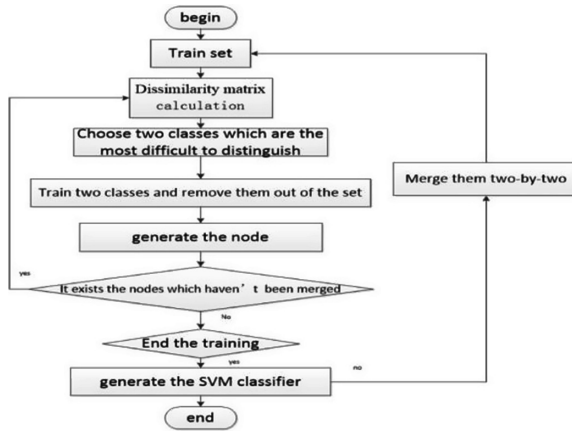 begin
Train set
Dissimilarity matrix
calculation
Choose two classes which are the
most difficult to distinguish
Train two classes and remove them out of the set
Merge them two-by-two
generate the node
yes
It exists the nodes which haven't been merged
No
End the training
yes
no
generate the SVM classifier
end